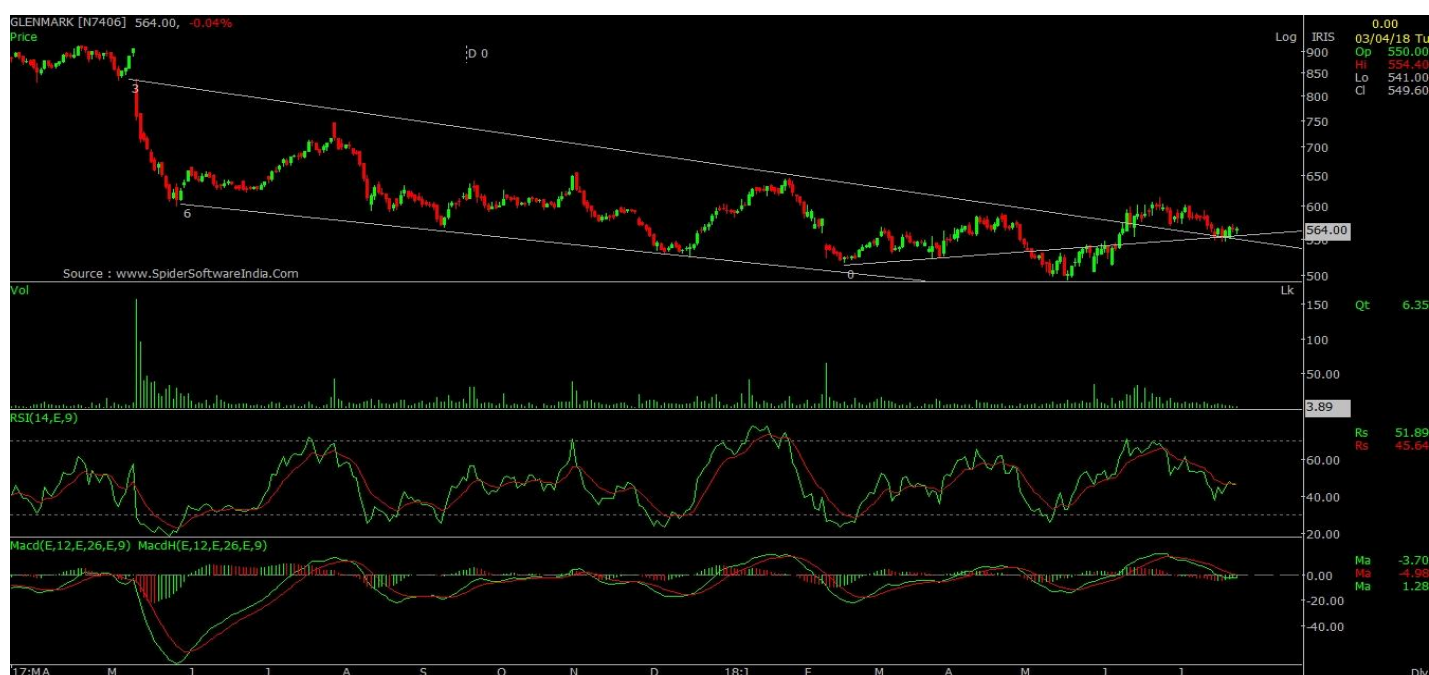 GLENMARK [N7406] 564.00, -0.04%
Price
D 0
Log
IRIS
900
850
800
750
700
650
600
564.00
550
500
0.00
03/04/18 Tu
Op 550.00
Hi 554.40
Lo 541.00
Cl 549.60
3
6
0
Source : www.SpiderSoftwareIndia.Com
Vol
Lk
150
100
50.00
3.89
Qt 6.35
RSI(14,E,9)
60.00
40.00
20.00
Rs 51.89
Rs 45.64
Macd(E,12,E,26,E,9) MacdH(E,12,E,26,E,9)
0.00
-20.00
-40.00
Ma -3.70
Ma -4.98
Ma 1.28
'17:MA M J J A S O N D '18:J F M A M J J Dly